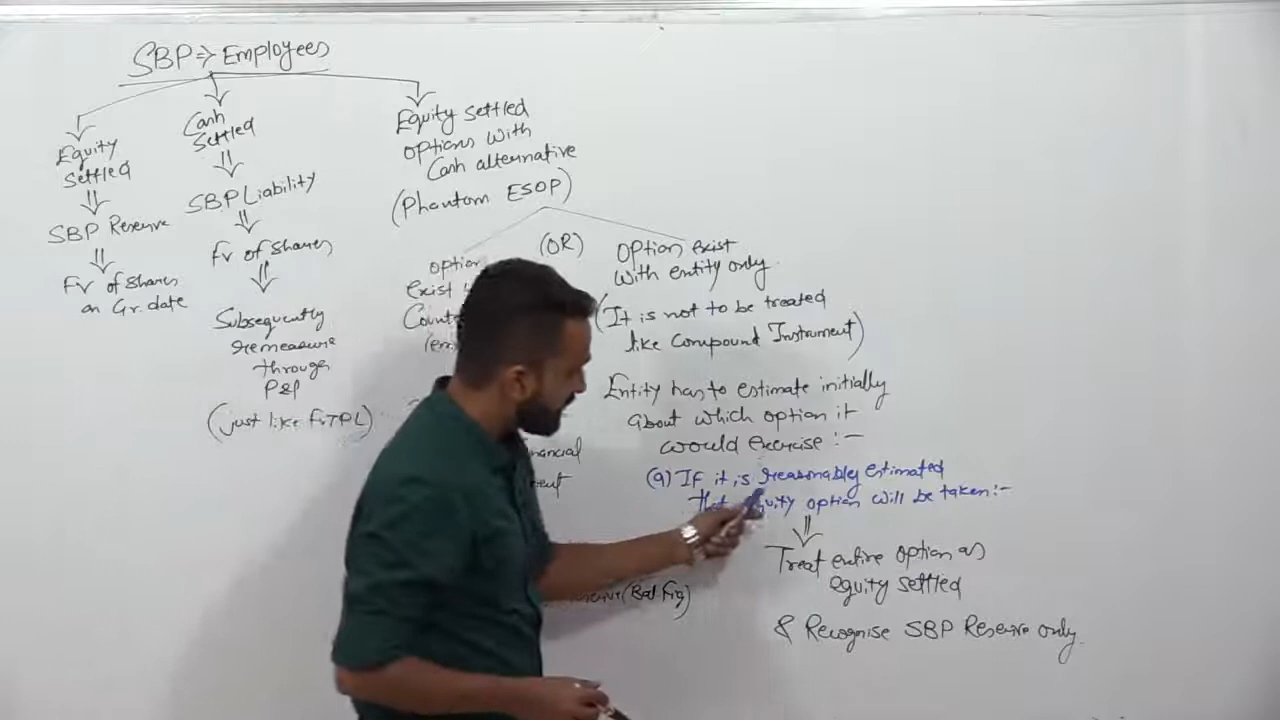 SBP => Employees
Equity
Settled
SBP Reserve
FV of Shares
on Gr. date
Cash
Settled
SBP Liability
FV of Shares
Subsequently
remeasure
through
P&L
(just like FVTPL)
Equity Settled
options with
Cash alternative
(Phantom ESOP)
exist
(OR)
Option exist
with entity only
(It is not to be treated
like Compound Instrument)
Entity has to estimate initially
about which option it
would exercise :-
(a) If it is reasonably estimated
that equity option will be taken :-
Treat entire option as
equity settled
& Recognise SBP Reserve only.
(Bal fig)